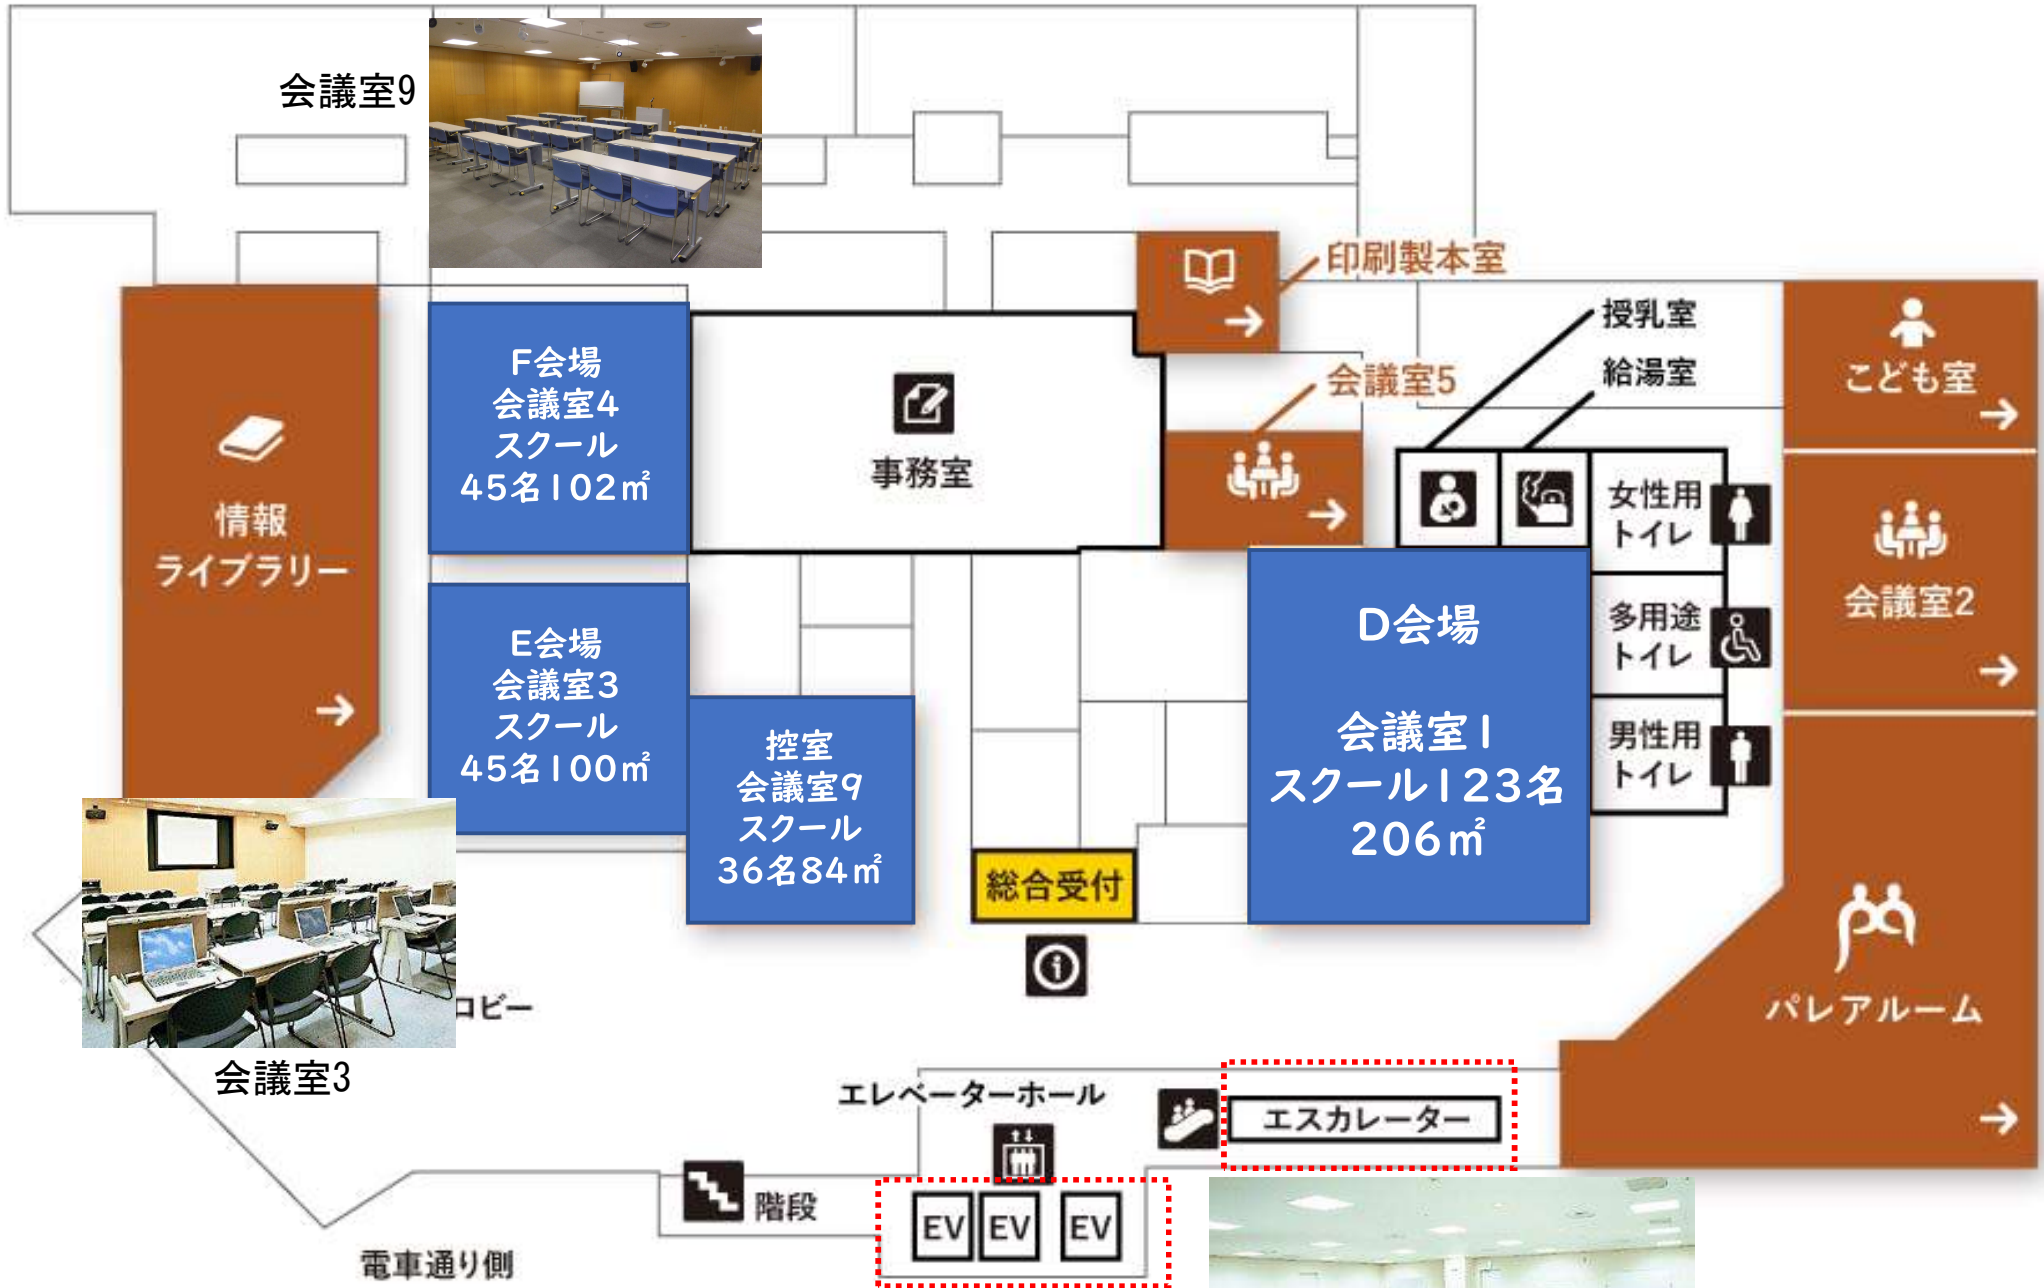 会議室9
印刷製本室
授乳室
給湯室
こども室
会議室5
F会場
会議室4
スクール
45名102㎡
事務室
情報
ライブラリー
女性用
トイレ
会議室2
E会場
会議室3
スクール
45名100㎡
D会場
会議室1
スクール123名
206㎡
多用途
トイレ
男性用
トイレ
控室
会議室9
スクール
36名84㎡
総合受付
パレアルーム
ロビー
会議室3
エレベーターホール
エスカレーター
階段
EV
EV
EV
電車通り側